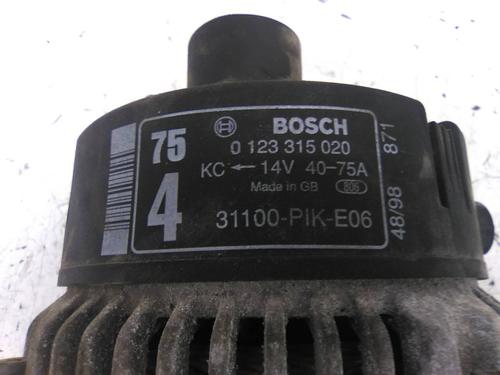 75
4
BOSCH
0 123 315 020
KC ← 14V 40-75A
Made in GB 806
31100-PIK-E06
48/98 871